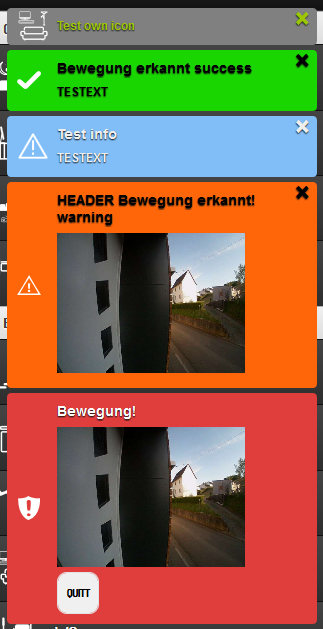 Test own icon
Bewegung erkannt success
TESTEXT
Test info
TESTEXT
HEADER Bewegung erkannt!
warning
Bewegung!
QUITT